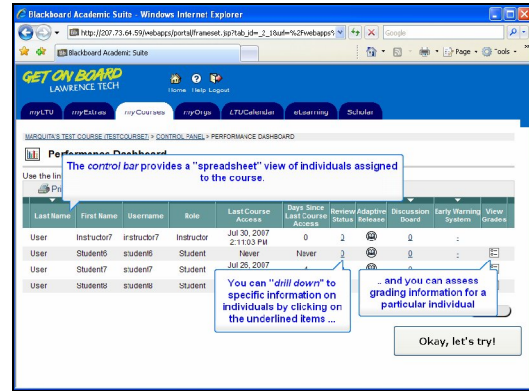 Blackboard Academic Suite - Windows Internet Explorer
http://207.73.64.59/webapps/portal/frameset.jsp?tab_id=_2_1&url=%2Fwebapps%
Google
Blackboard Academic Suite
Page
Tools
GET ON BOARD
LAWRENCE TECH
Home Help Logout
myLTU myExtras myCourses myOrgs LTUCalendar eLearning Scholar
MARQUITA'S TEST COURSE (TESTCOURSE7) > CONTROL PANEL > PERFORMANCE DASHBOARD
Performance Dashboard
The control bar provides a "spreadsheet" view of individuals assigned
to the course.
Use the lin
Pri
Last Name First Name Username Role Last Course Access Days Since Last Course Access Review Status Adaptive Release Discussion Board Early Warning System View Grades
User Instructor7 instructor7 Instructor Jul 30, 2007 2:11:03 PM 0 0 0 -
User Student6 student6 Student Never Never 0 0 -
User Student7 student7 Student Jul 26, 2007
User Student8 student8 Student
You can "drill down" to
specific information on
individuals by clicking on
the underlined items ...
.. and you can assess
grading information for a
particular individual
Okay, let's try!